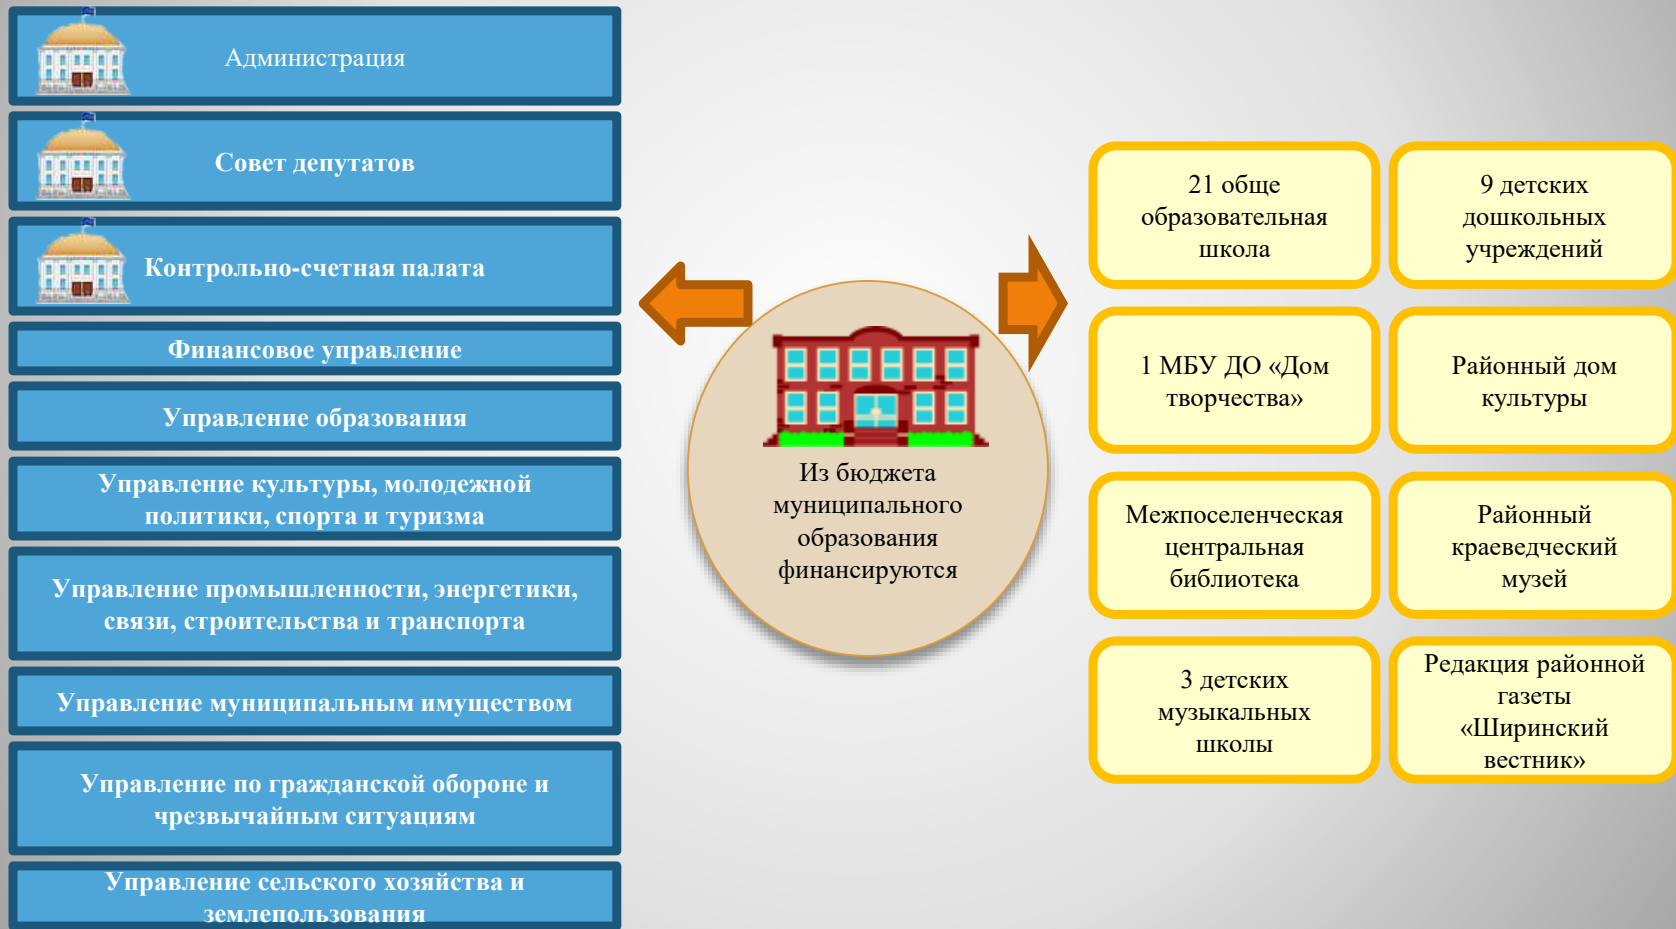 Администрация
Совет депутатов
Контрольно-счетная палата
Финансовое управление
Управление образования
Управление культуры, молодежной
политики, спорта и туризма
Управление промышленности, энергетики,
связи, строительства и транспорта
Управление муниципальным имуществом
Управление по гражданской обороне и
чрезвычайным ситуациям
Управление сельского хозяйства и
землепользования
Из бюджета
муниципального
образования
финансируются
21 обще
образовательная
школа
9 детских
дошкольных
учреждений
1 МБУ ДО «Дом
творчества»
Районный дом
культуры
Межпоселенческая
центральная
библиотека
Районный
краеведческий
музей
3 детских
музыкальных
школы
Редакция районной
газеты
«Ширинский
вестник»